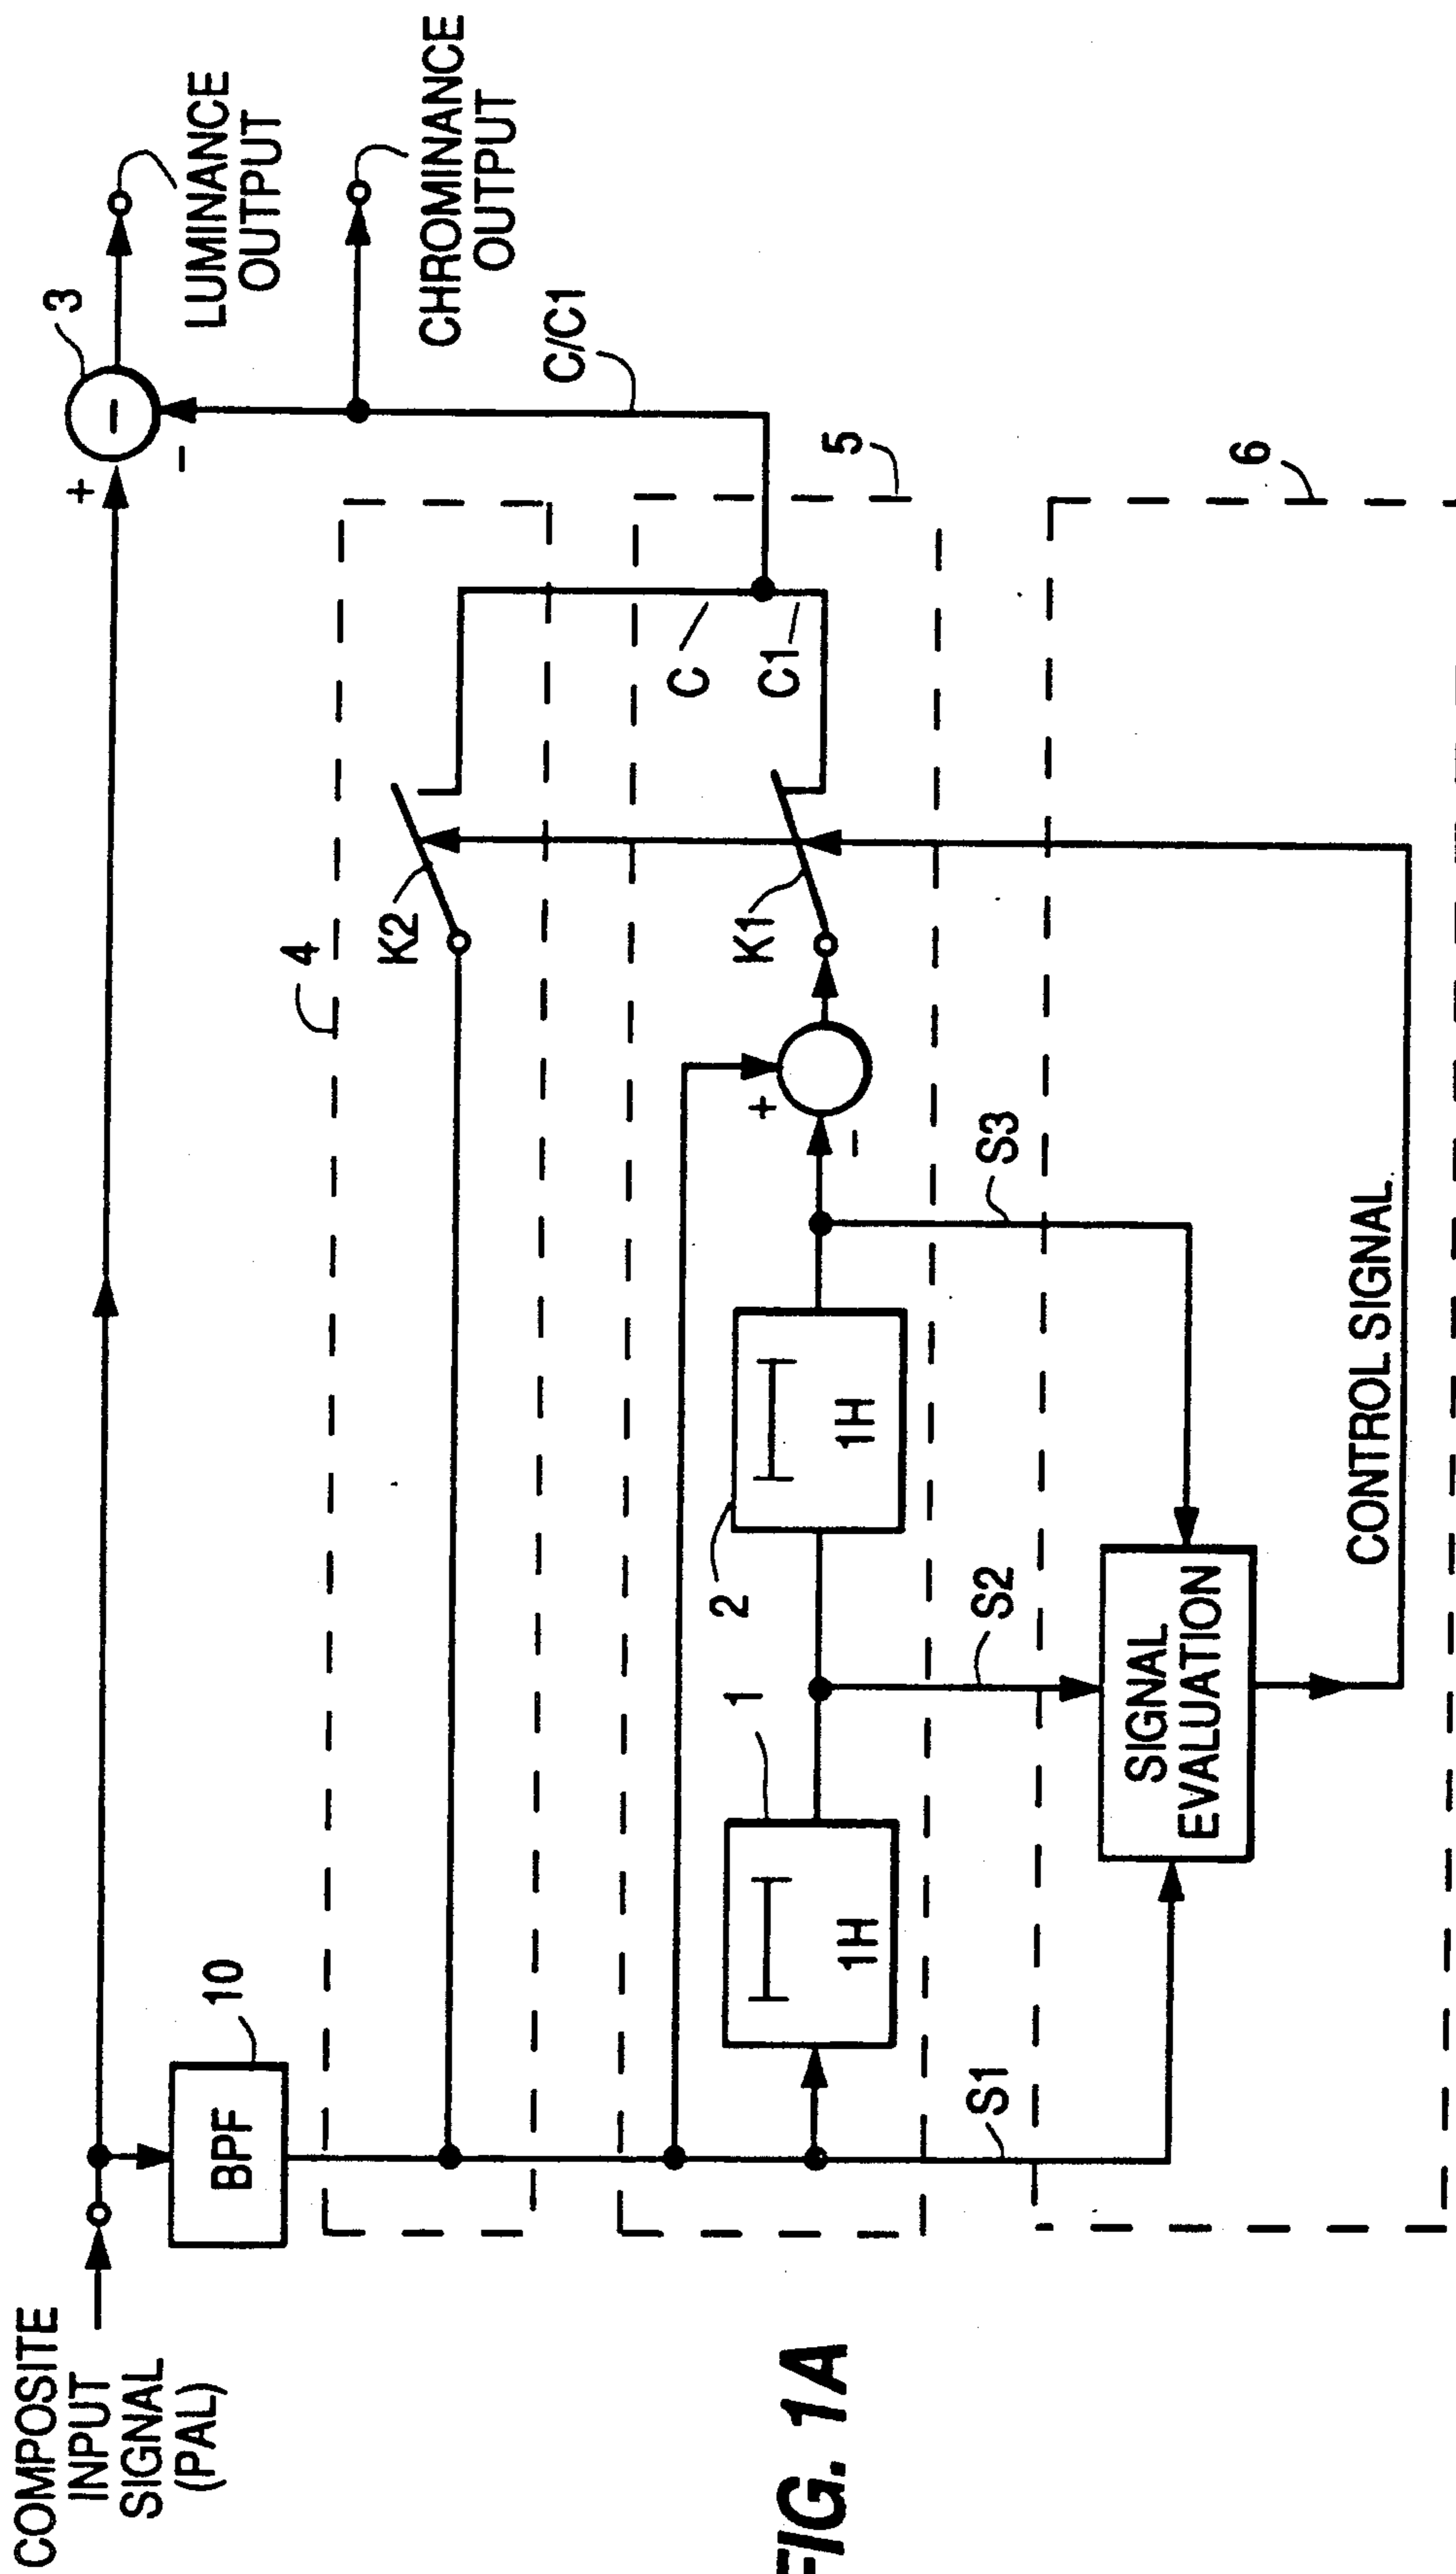 COMPOSITE
INPUT
SIGNAL
(PAL)
10
BPF
3
+
-
-
LUMINANCE
OUTPUT
CHROMINANCE
OUTPUT
C/C1
4
K2
5
C
C1
K1
+
-
1
1H
2
1H
S1
S2
S3
6
SIGNAL
EVALUATION
CONTROL SIGNAL
FIG. 1A